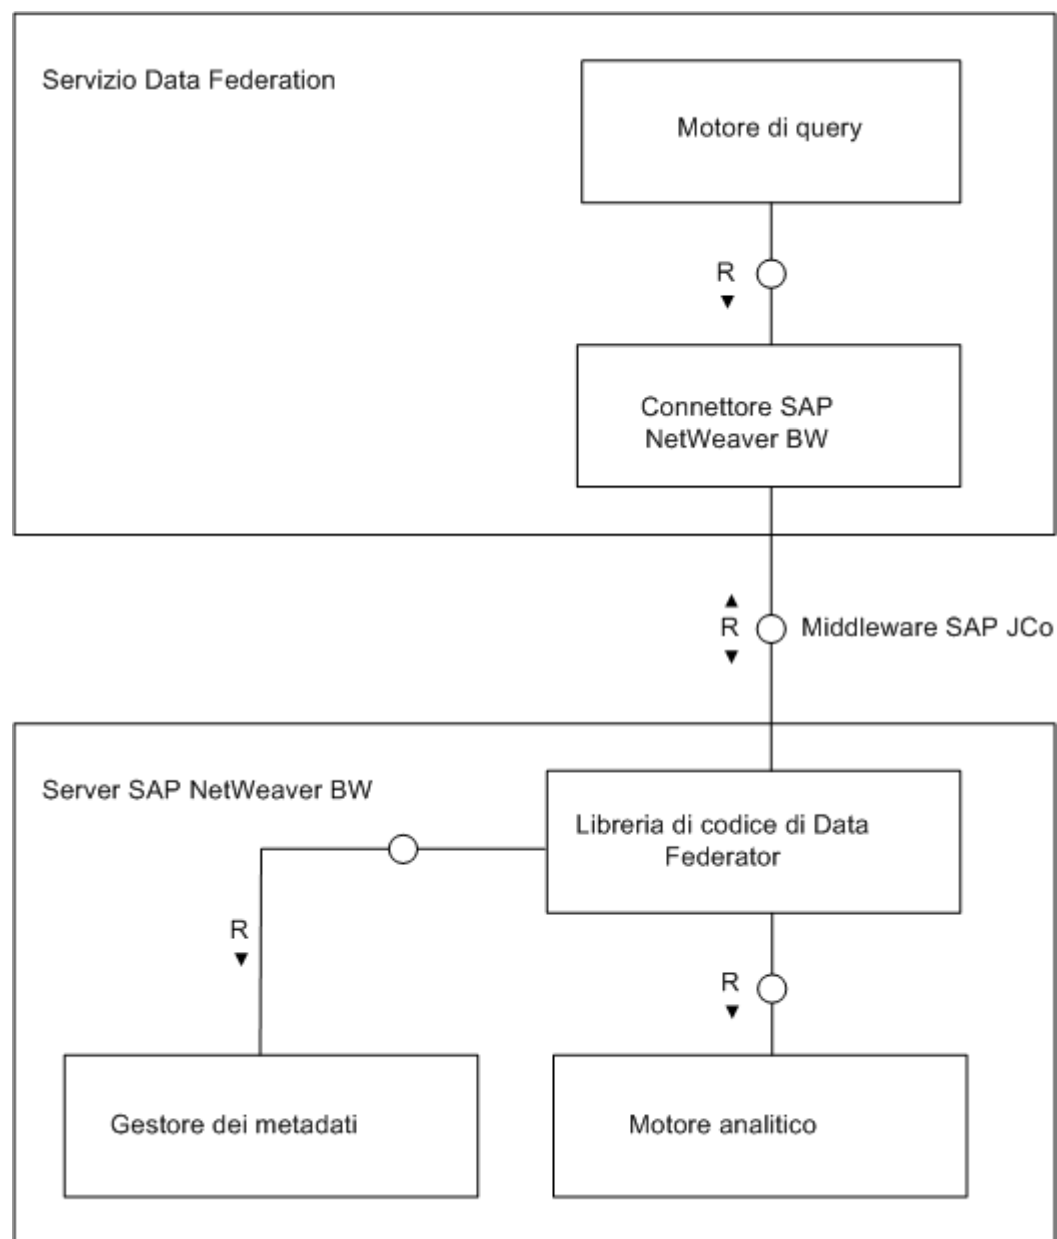 Servizio Data Federation
Motore di query
R
▼
Connettore SAP
NetWeaver BW
▲
R
▼
Middleware SAP JCo
Server SAP NetWeaver BW
Libreria di codice di Data
Federator
R
▼
R
▼
Gestore dei metadati
Motore analitico